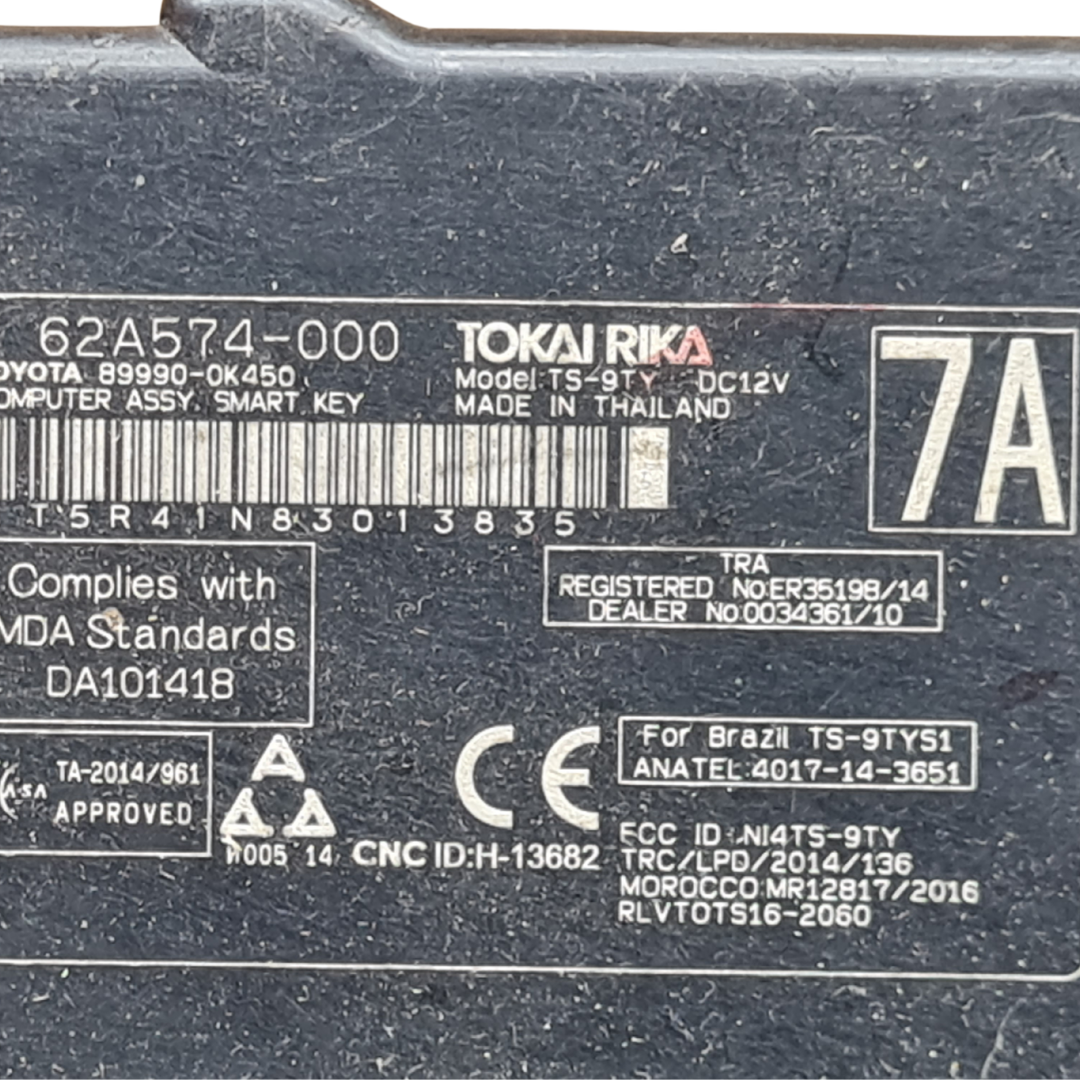 62A574-000
TOKAI RIKA
OYOTA 89990-0K450
Model:TS-9TY DC12V
OMPUTER ASSY. SMART KEY
MADE IN THAILAND
7A
T5R41N83013835
Complies with
MDA Standards
DA101418
TRA
REGISTERED No:ER35198/14
DEALER No:0034361/10
For Brazil TS-9TYS1
ANATEL:4017-14-3651
TA-2014/961
APPROVED
CE
005 14
CNC ID:H-13682
FCC ID:NI4TS-9TY
TRC/LPD/2014/136
MOROCCO:MR12817/2016
RLVTOTS16-2060